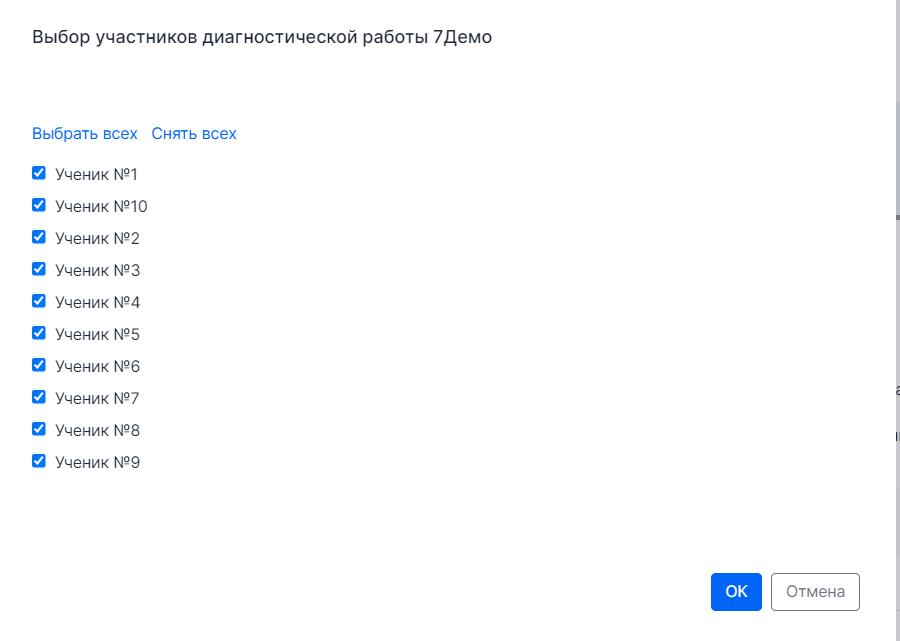 Выбор участников диагностической работы 7Демо
Выбрать всех Снять всех
Ученик №1
Ученик №10
Ученик №2
Ученик №3
Ученик №4
Ученик №5
Ученик №6
Ученик №7
Ученик №8
Ученик №9
ОК Отмена